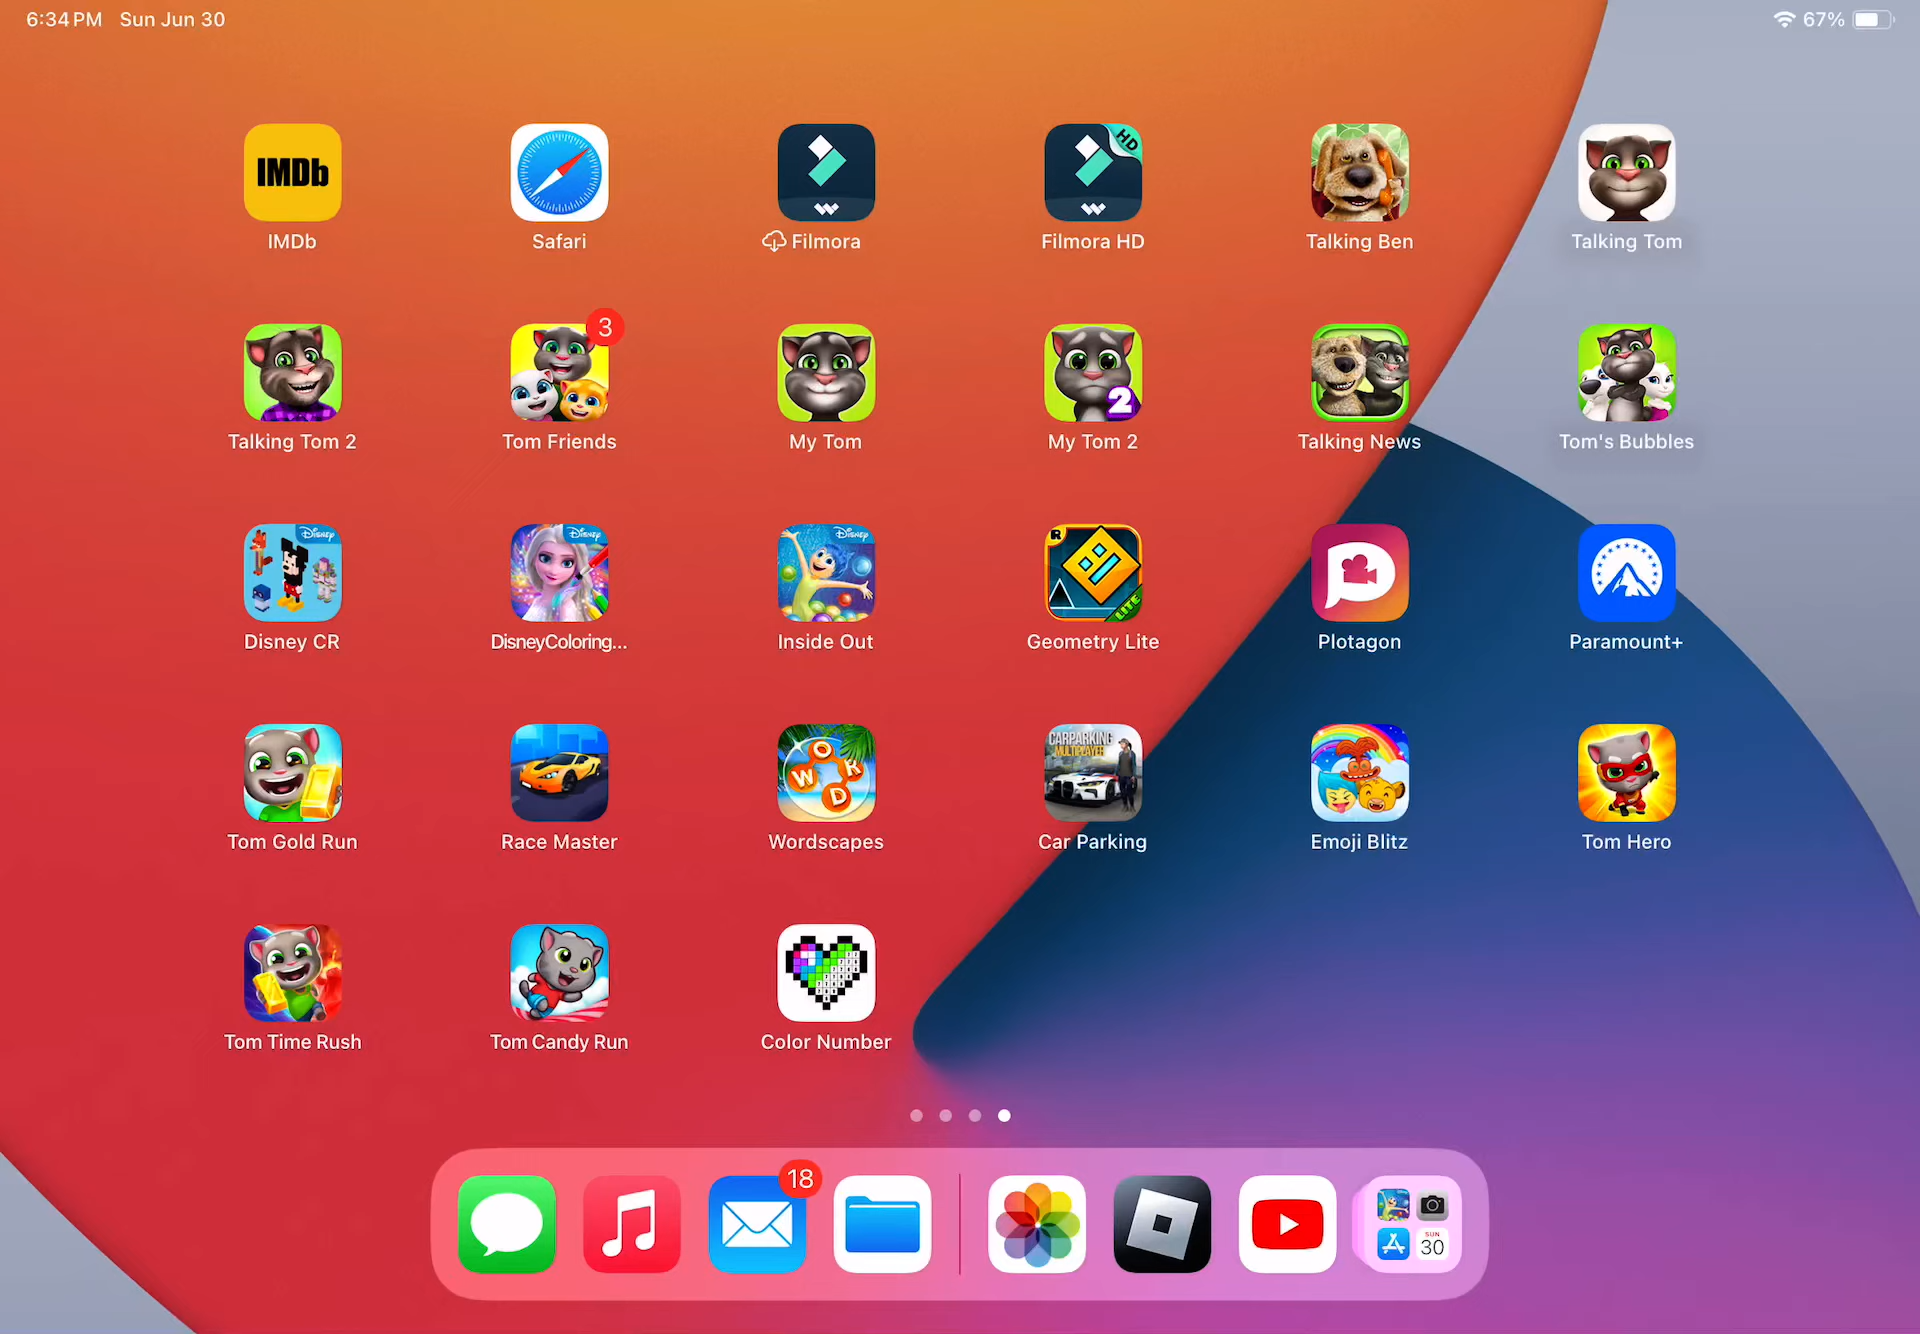 6:34 PM Sun Jun 30
67%
IMDb
HD
IMDb
Safari
Filmora
Filmora HD
Talking Ben
Talking Tom
3
2
Talking Tom 2
Tom Friends
My Tom
My Tom 2
Talking News
Tom's Bubbles
Disney
Disney
Disney
R
LITE
Disney CR
DisneyColoring...
Inside Out
Geometry Lite
Plotagon
Paramount+
WORD
CARPARKING
MULTIPLAYER
Tom Gold Run
Race Master
Wordscapes
Car Parking
Emoji Blitz
Tom Hero
Tom Time Rush
Tom Candy Run
Color Number
18
SUN
30